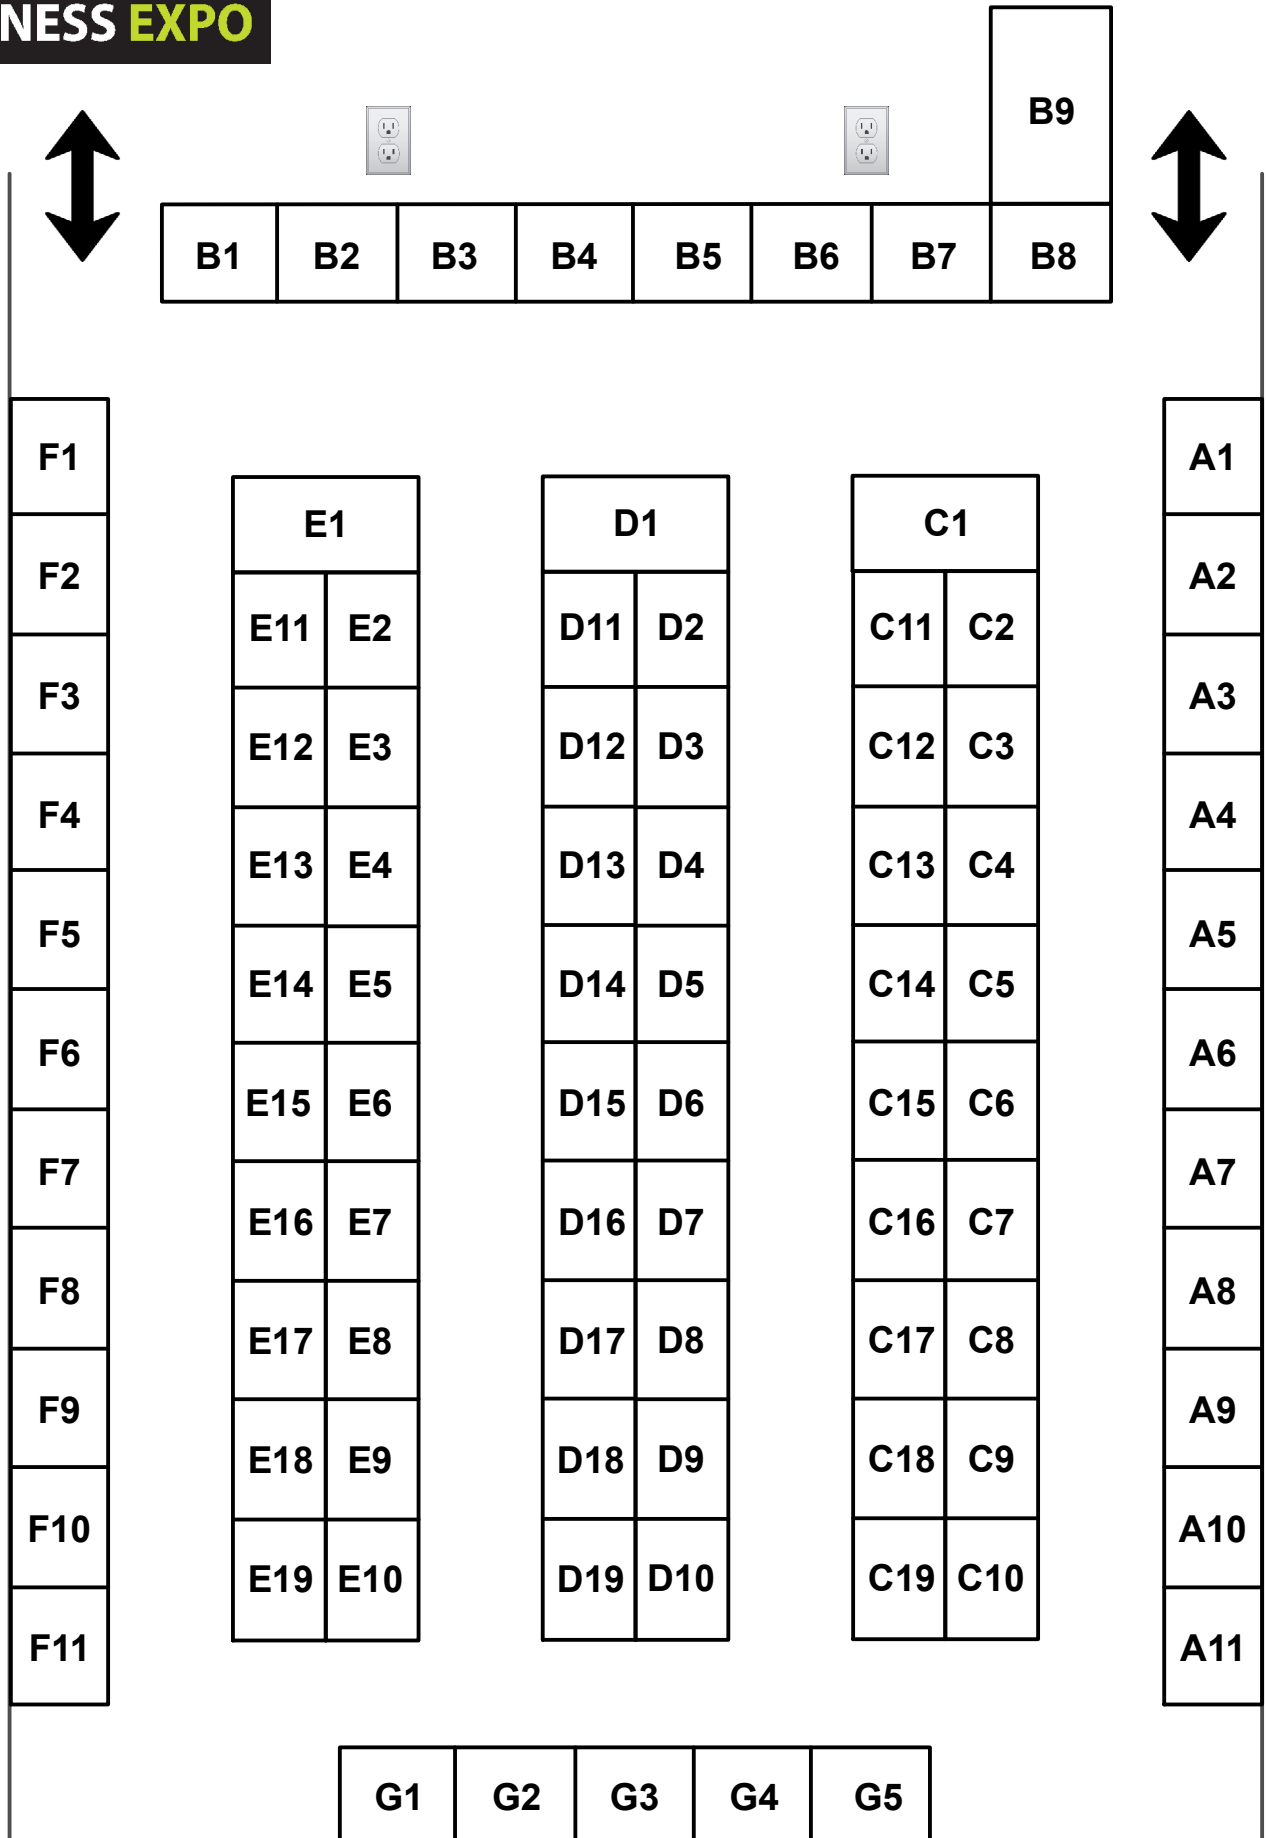 NESS EXPO
B9
B1 B2 B3 B4 B5 B6 B7 B8
F1 A1
E1 D1 C1
F2 A2
E11 E2 D11 D2 C11 C2
F3 A3
E12 E3 D12 D3 C12 C3
F4 A4
E13 E4 D13 D4 C13 C4
F5 A5
E14 E5 D14 D5 C14 C5
F6 A6
E15 E6 D15 D6 C15 C6
F7 A7
E16 E7 D16 D7 C16 C7
F8 A8
E17 E8 D17 D8 C17 C8
F9 A9
E18 E9 D18 D9 C18 C9
F10 A10
E19 E10 D19 D10 C19 C10
F11 A11
G1 G2 G3 G4 G5